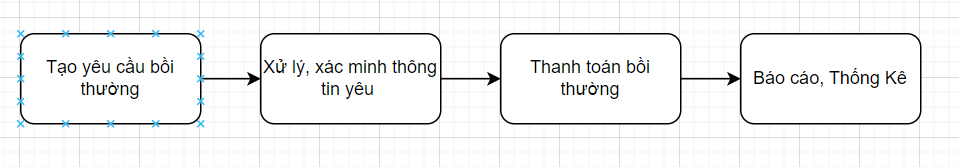 Tạo yêu cầu bồi
thường
Xử lý, xác minh thông
tin yêu
Thanh toán bồi
thường
Báo cáo, Thống Kê